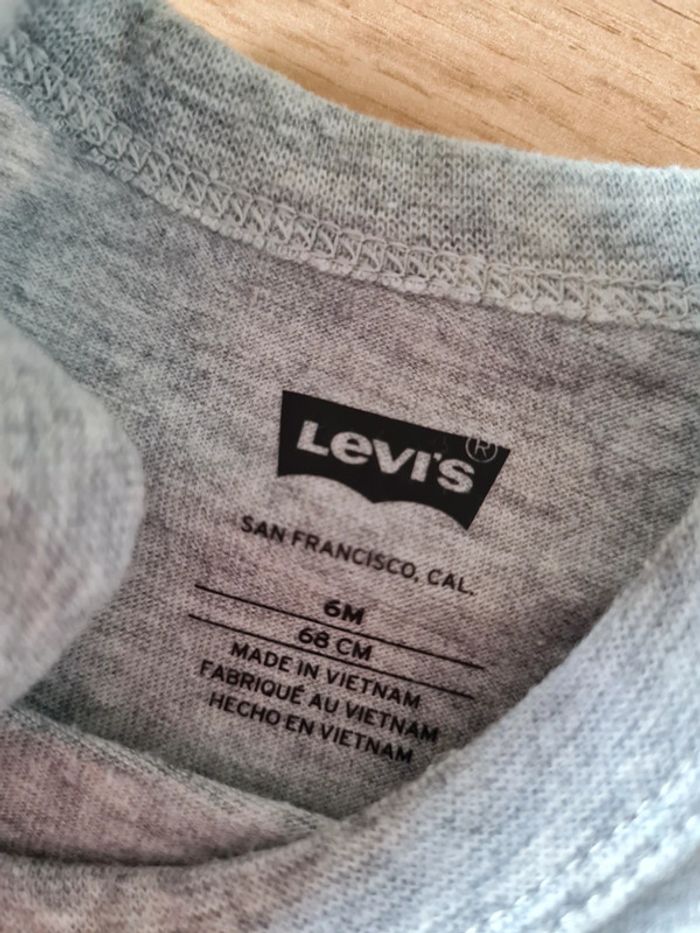 Levi's®
SAN FRANCISCO, CAL.
6M
68 CM
MADE IN VIETNAM
FABRIQUÉ AU VIETNAM
HECHO EN VIETNAM